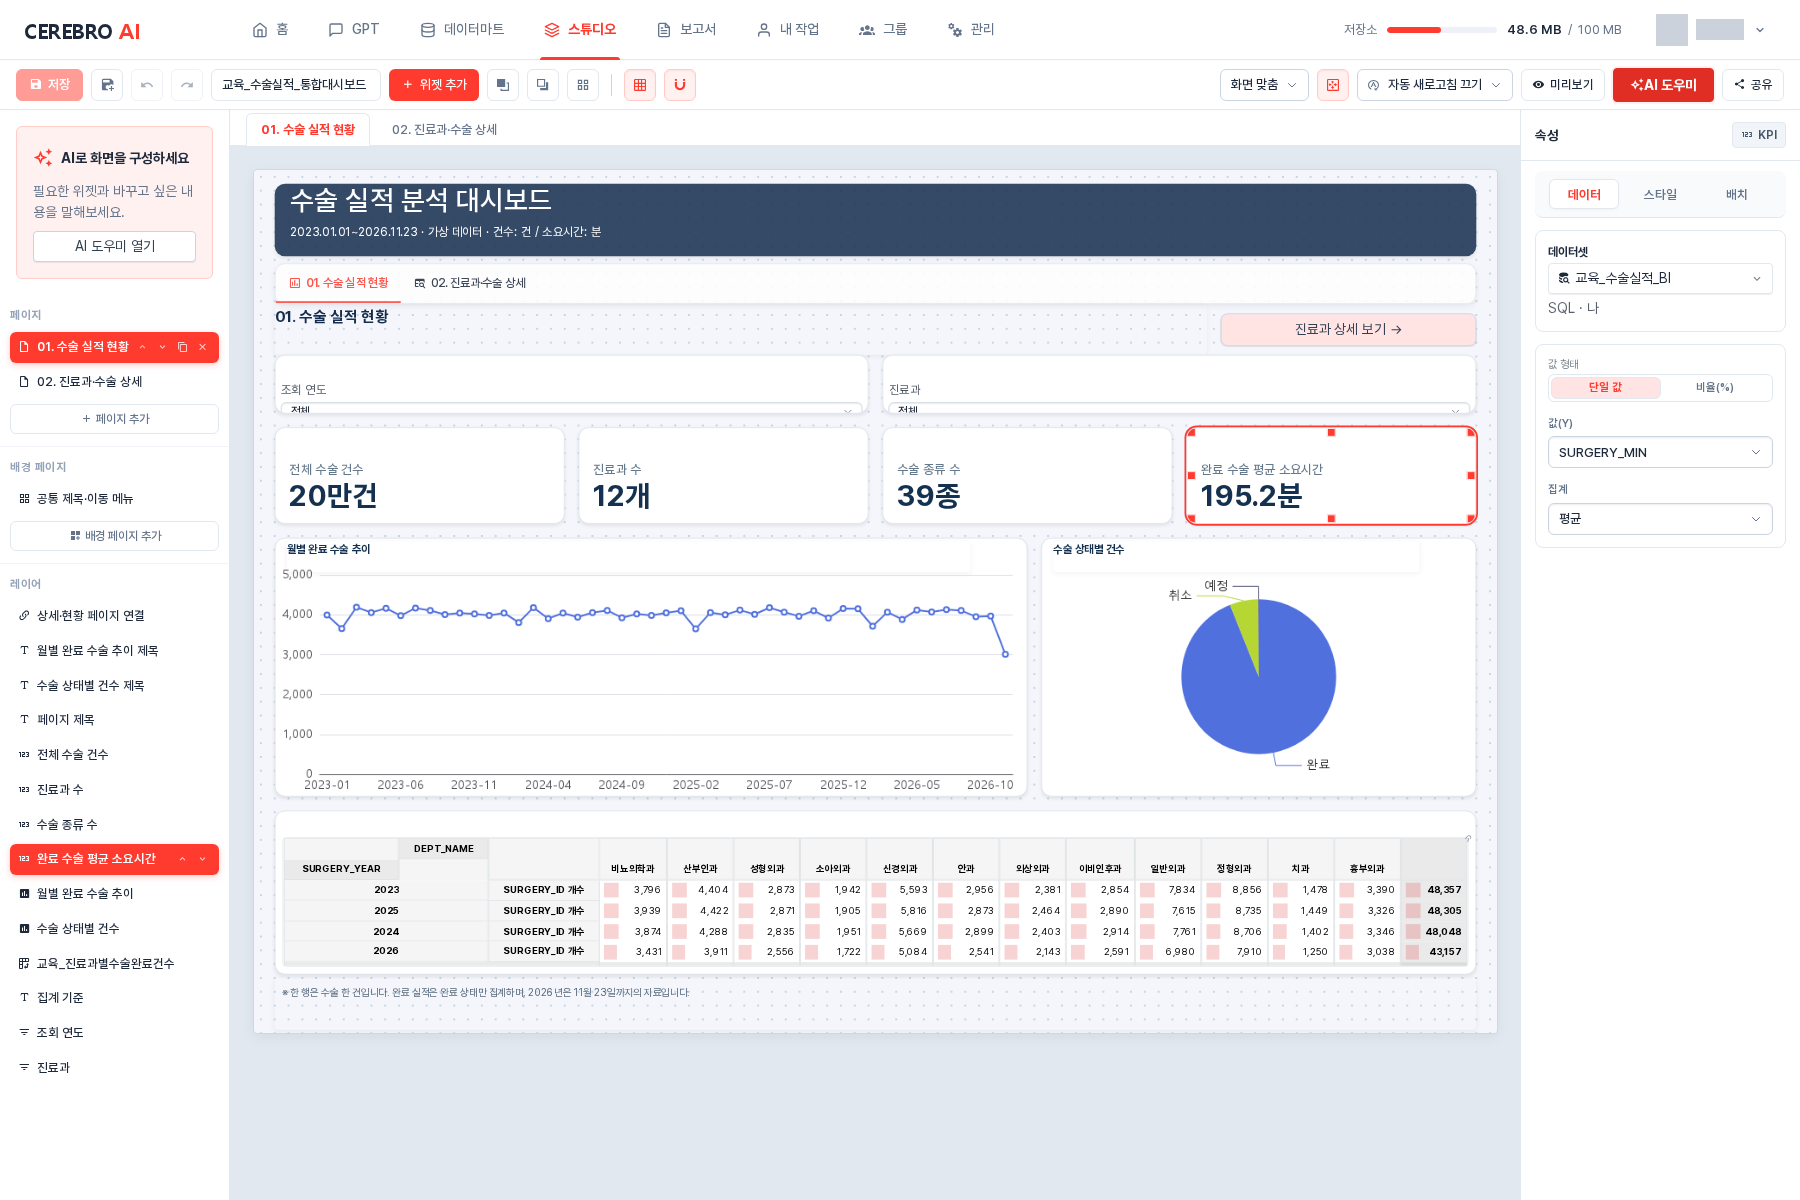 CEREBRO AI
홈
GPT
데이터마트
스튜디오
보고서
내 작업
그룹
관리
저장소
48.6 MB / 100 MB
저장
교육_수술실적_통합대시보드
+ 위젯 추가
화면 맞춤
자동 새로고침 끄기
미리보기
AI 도우미
공유
AI로 화면을 구성하세요
필요한 위젯과 바꾸고 싶은 내
용을 말해보세요.
AI 도우미 열기
페이지
01. 수술 실적 현황
02. 진료과·수술 상세
+ 페이지 추가
배경 페이지
공통 제목·이동 메뉴
배경 페이지 추가
레이어
상세·현황 페이지 연결
월별 완료 수술 추이 제목
수술 상태별 건수 제목
페이지 제목
전체 수술 건수
진료과 수
수술 종류 수
완료 수술 평균 소요시간
월별 완료 수술 추이
수술 상태별 건수
교육_진료과별수술완료건수
집계 기준
조회 연도
진료과
01. 수술 실적 현황
02. 진료과·수술 상세
수술 실적 분석 대시보드
2023.01.01~2026.11.23 · 가상 데이터 · 건수: 건 / 소요시간: 분
01. 수술 실적 현황
02. 진료과·수술 상세
01. 수술 실적 현황
진료과 상세 보기 →
조회 연도
전체
진료과
전체
전체 수술 건수
20만건
진료과 수
12개
수술 종류 수
39종
완료 수술 평균 소요시간
195.2분
월별 완료 수술 추이
5,000
4,000
3,000
2,000
1,000
0
2023-01 2023-06 2023-11 2024-04 2024-09 2025-02 2025-07 2025-12 2026-05 2026-10
수술 상태별 건수
예정
취소
완료
DEPT_NAME
SURGERY_YEAR 비뇨의학과 산부인과 성형외과 소아외과 신경외과 안과 외상외과 이비인후과 일반외과 정형외과 치과 흉부외과
2023 SURGERY_ID 개수 3,796 4,404 2,873 1,942 5,593 2,956 2,381 2,854 7,834 8,856 1,478 3,390 48,357
2025 SURGERY_ID 개수 3,939 4,422 2,871 1,905 5,816 2,873 2,464 2,890 7,615 8,735 1,449 3,326 48,305
2024 SURGERY_ID 개수 3,874 4,288 2,835 1,951 5,669 2,899 2,403 2,914 7,761 8,706 1,402 3,346 48,048
2026 SURGERY_ID 개수 3,431 3,911 2,556 1,722 5,084 2,541 2,143 2,591 6,980 7,910 1,250 3,038 43,157
※ 한 행은 수술 한 건입니다. 완료 실적은 완료 상태만 집계하며, 2026년은 11월 23일까지의 자료입니다.
속성
123 KPI
데이터
스타일
배치
데이터셋
교육_수술실적_BI
SQL · 나
값 형태
단일 값
비율(%)
값(Y)
SURGERY_MIN
집계
평균